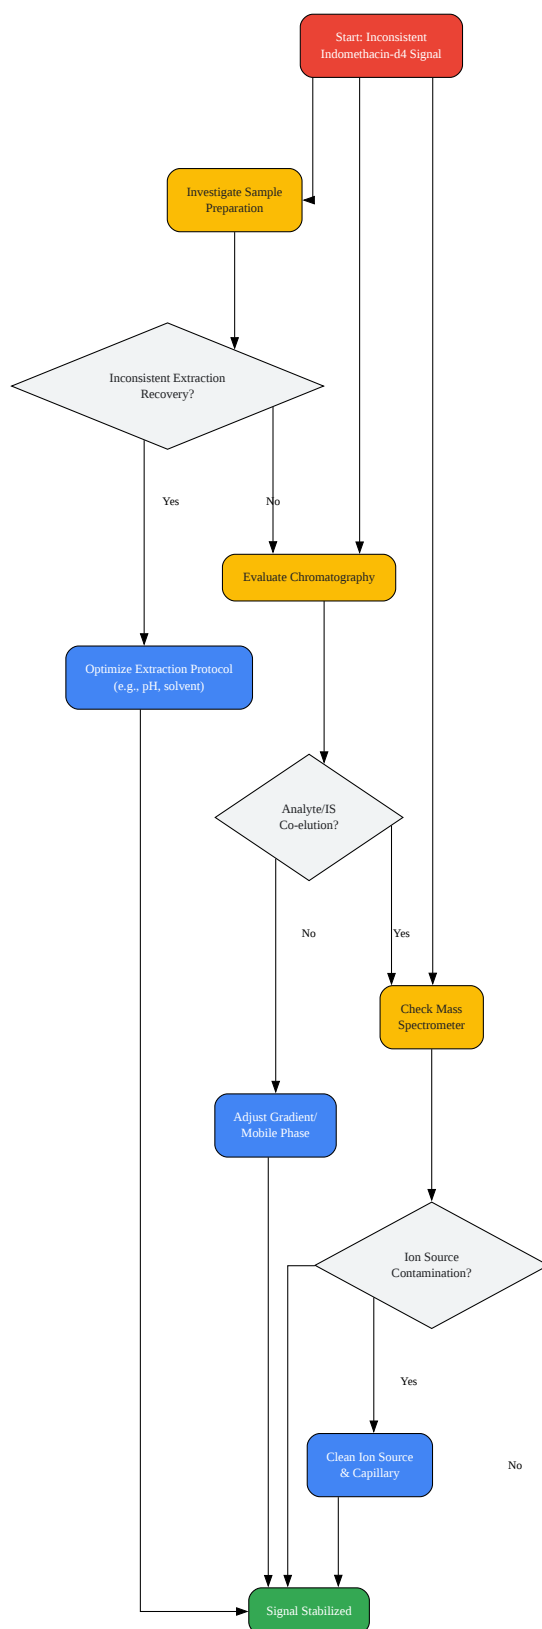 Start: Inconsistent
Indomethacin-d4 Signal
Investigate Sample
Preparation
Inconsistent Extraction
Recovery?
Yes
No
Evaluate Chromatography
Optimize Extraction Protocol
(e.g., pH, solvent)
Analyte/IS
Co-elution?
No
Yes
Check Mass
Spectrometer
Adjust Gradient/
Mobile Phase
Ion Source
Contamination?
Yes
Clean Ion Source
& Capillary
No
Signal Stabilized